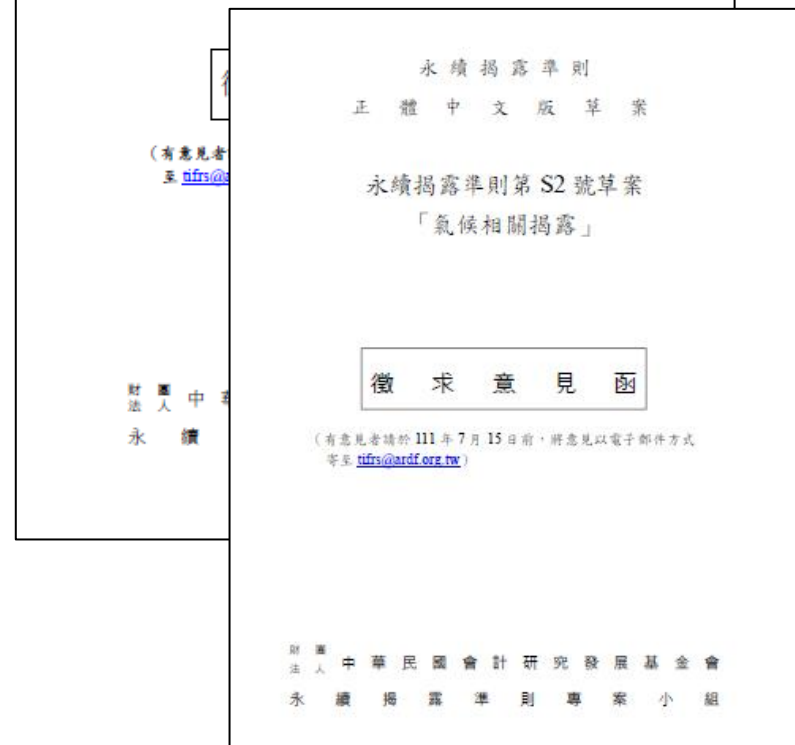 （有意見者
至 tifrs@
財團法人 中
永 續
永續揭露準則
正體中文版草案
永續揭露準則第 S2 號草案
「氣候相關揭露」
徵求意見函
（有意見者請於 111 年 7 月 15 日前，將意見以電子郵件方式
寄至 tifrs@ardf.org.tw）
財團法人 中華民國會計研究發展基金會
永續揭露準則專案小組